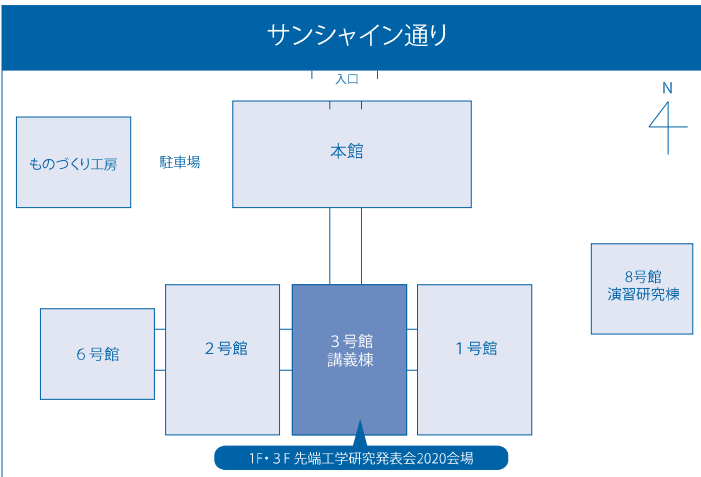 サンシャイン通り
入口
N
本館
ものづくり工房
駐車場
8号館
演習研究棟
6号館
2号館
3号館
講義棟
1号館
1F・3F 先端工学研究発表会2020会場